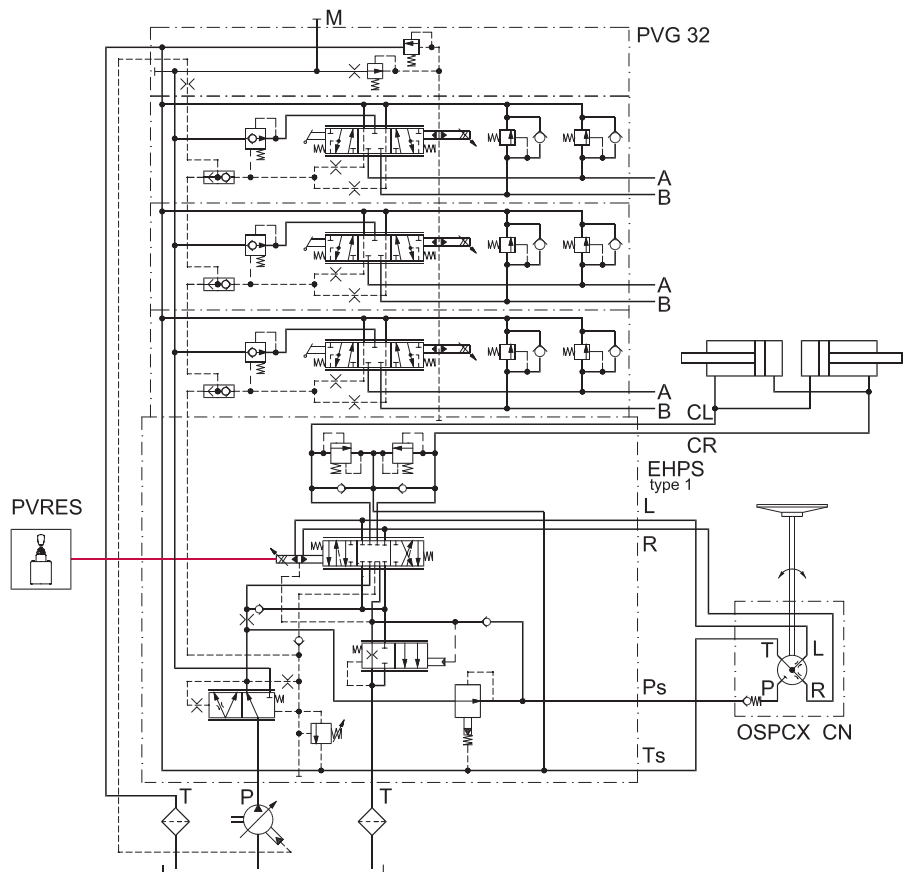 M
PVG 32
A
B
A
B
A
B
CL
CR
EHPS
type 1
PVRES
L
R
T L
P R
Ps
OSPCX CN
Ts
T P T